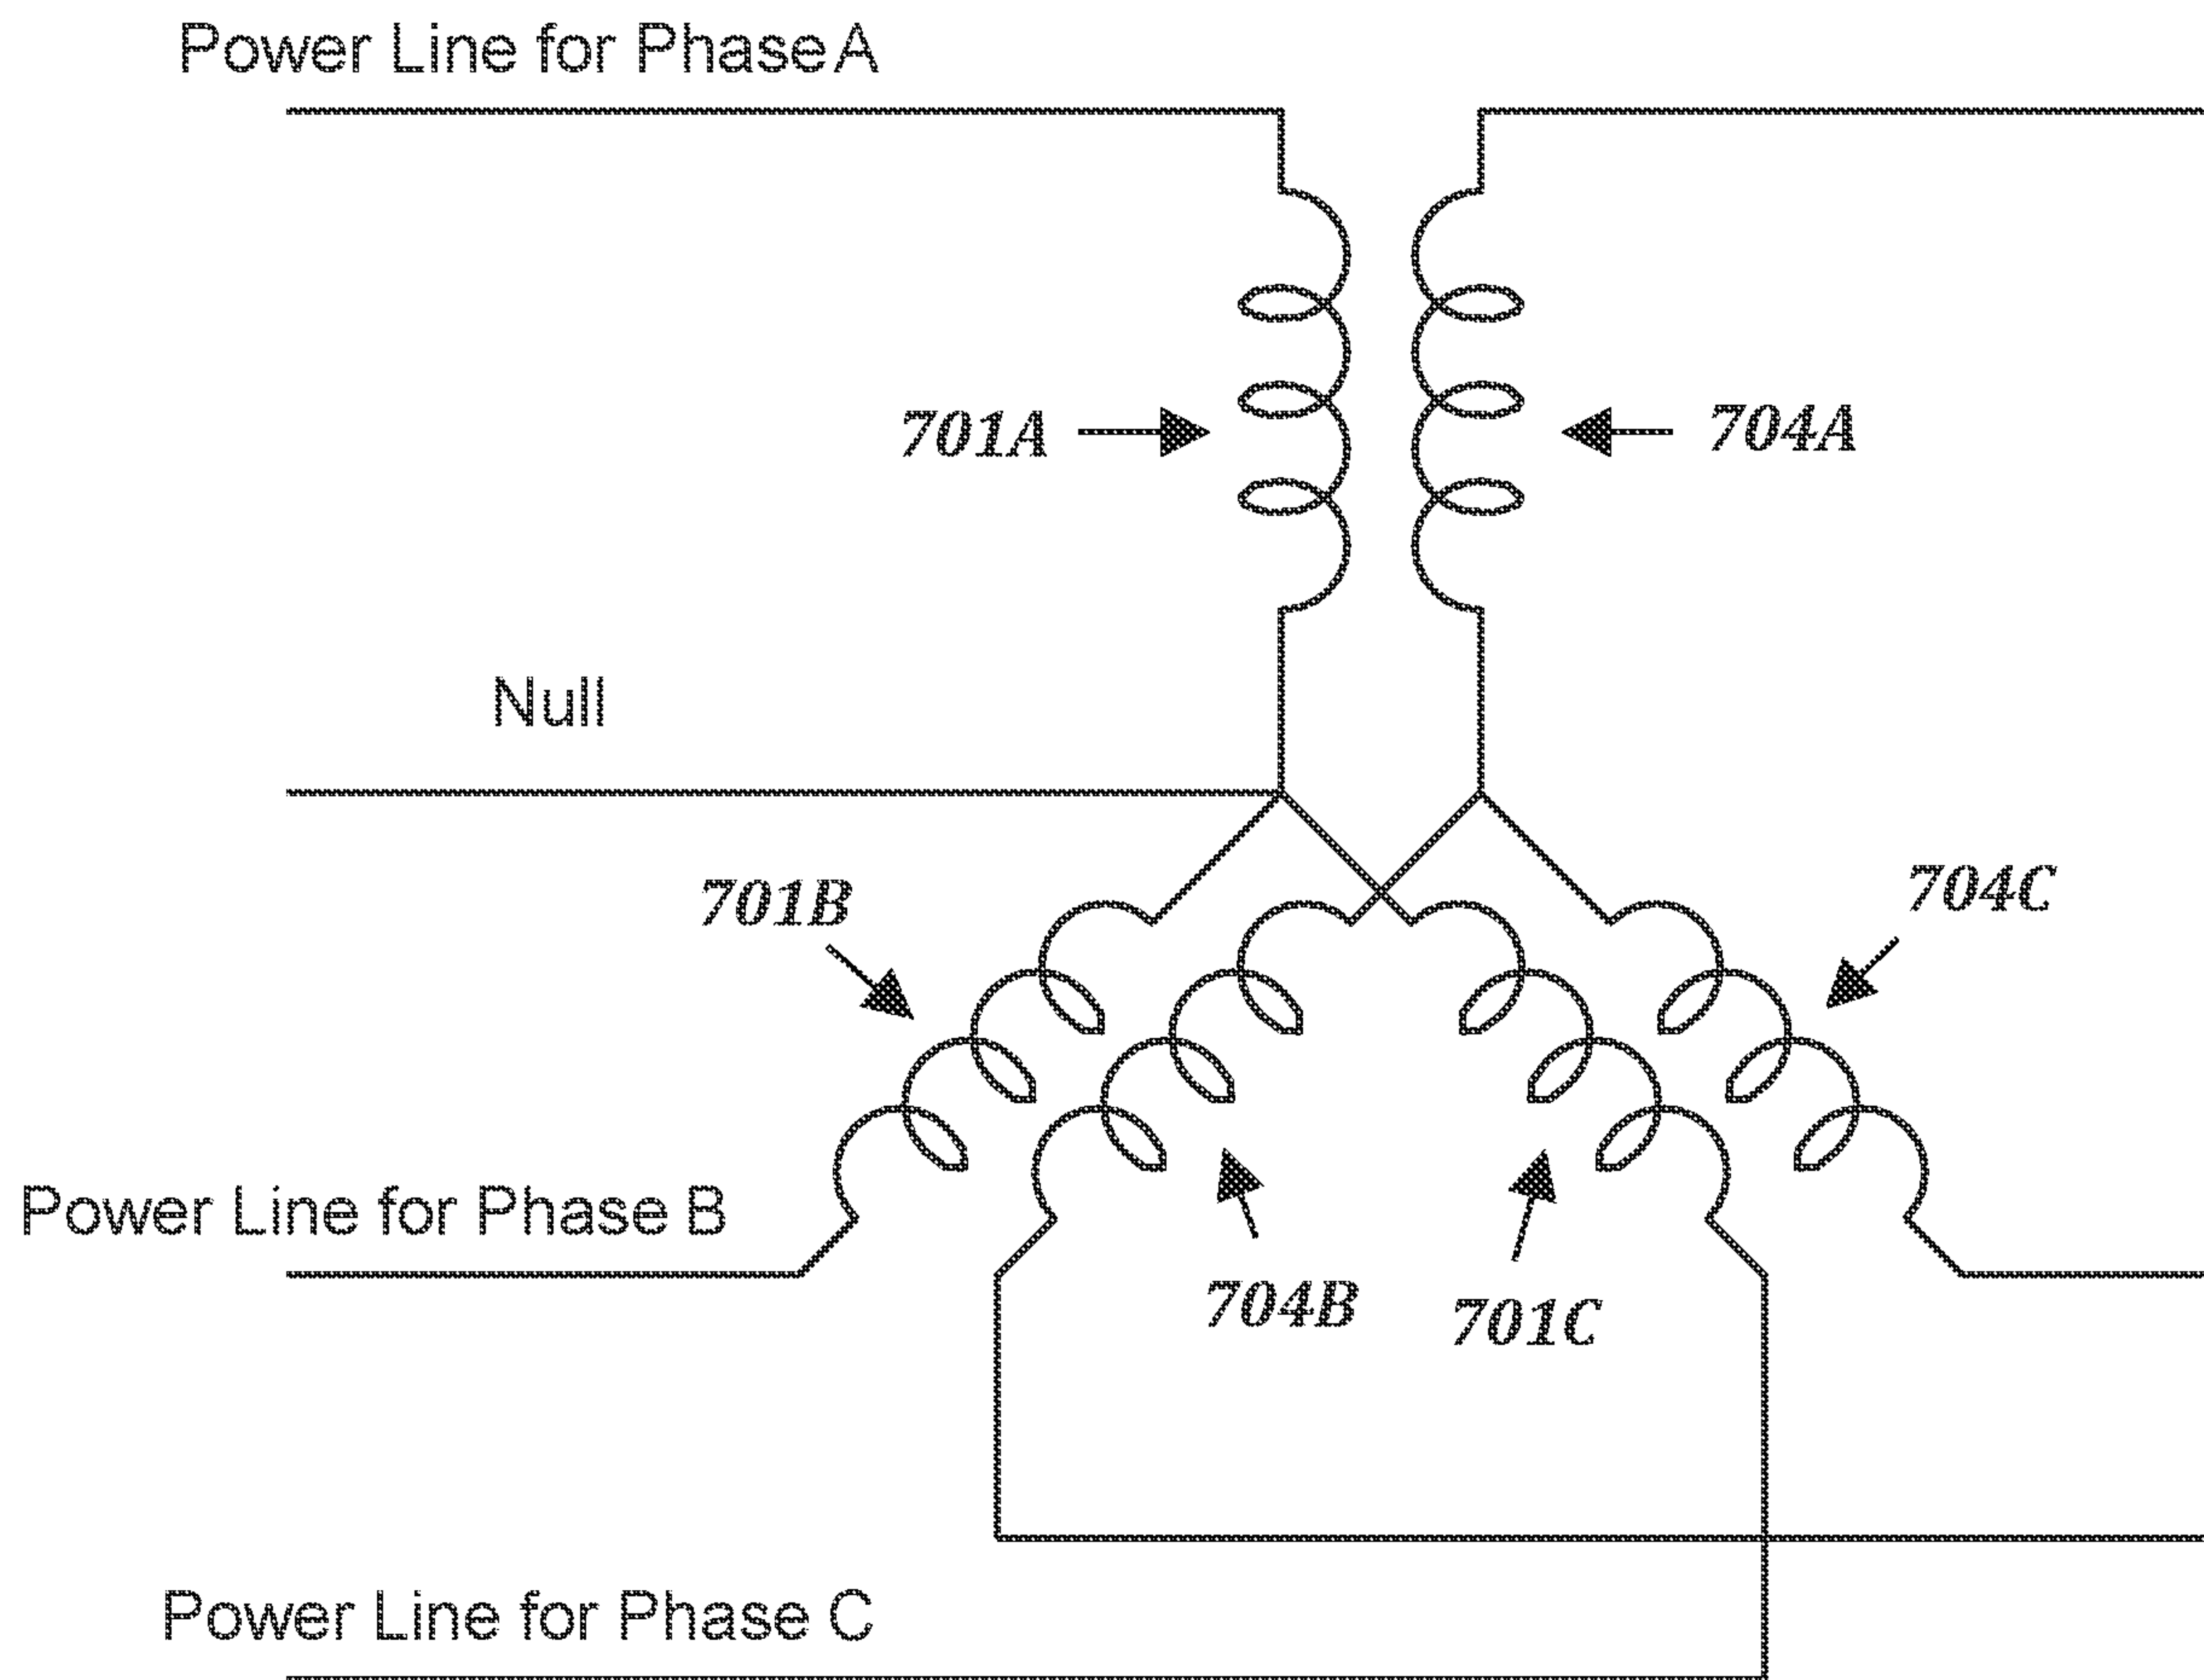 Power Line for Phase A
701A
704A
Null
701B
704C
Power Line for Phase B
704B
701C
Power Line for Phase C